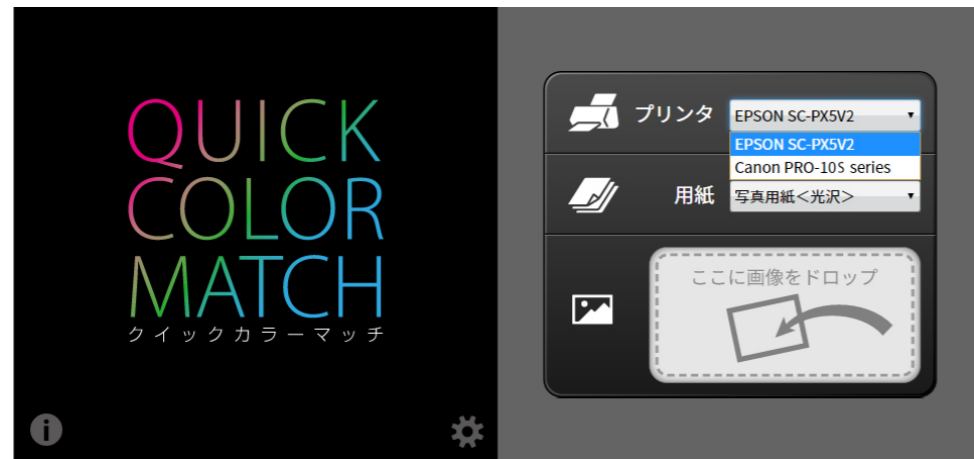 QUICK
COLOR
MATCH
クイックカラーマッチ
プリンタ
EPSON SC-PX5V2
EPSON SC-PX5V2
Canon PRO-10S series
用紙
写真用紙<光沢>
ここに画像をドロップ